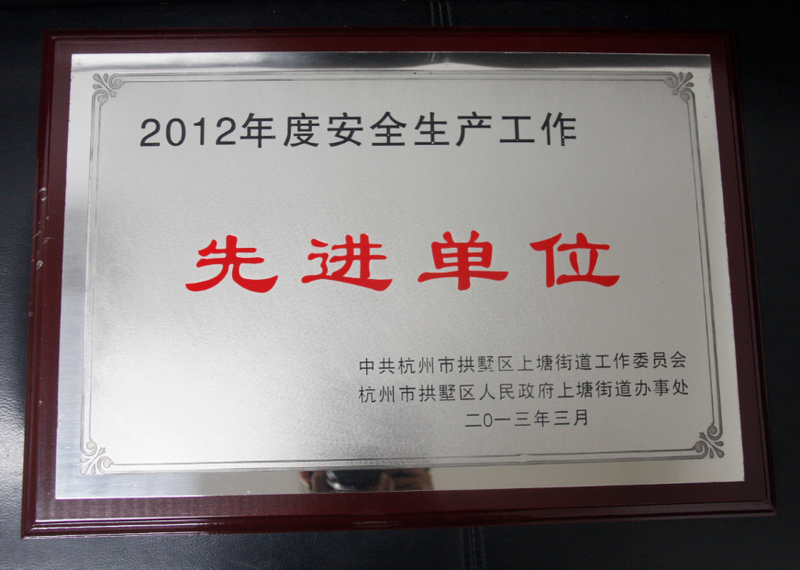 2012年度安全生产工作
先进单位
中共杭州市拱墅区上塘街道工作委员会
杭州市拱墅区人民政府上塘街道办事处
二0一三年三月